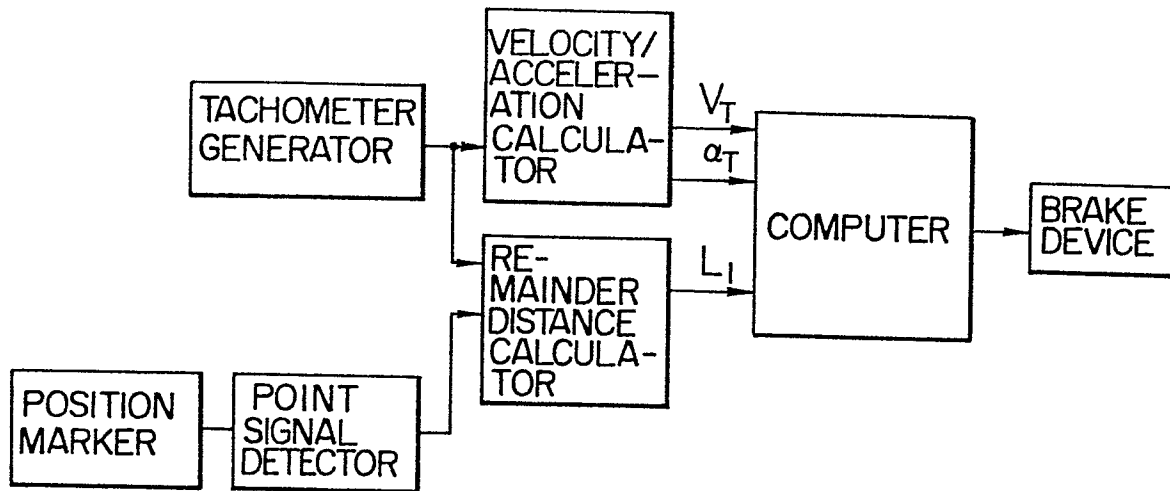 TACHOMETER
GENERATOR
VELOCITY/
ACCELER-
ATION
CALCULA-
TOR
V_T
α_T
COMPUTER
BRAKE
DEVICE
RE-
MAINDER
DISTANCE
CALCULA-
TOR
L_1
POSITION
MARKER
POINT
SIGNAL
DETECTOR